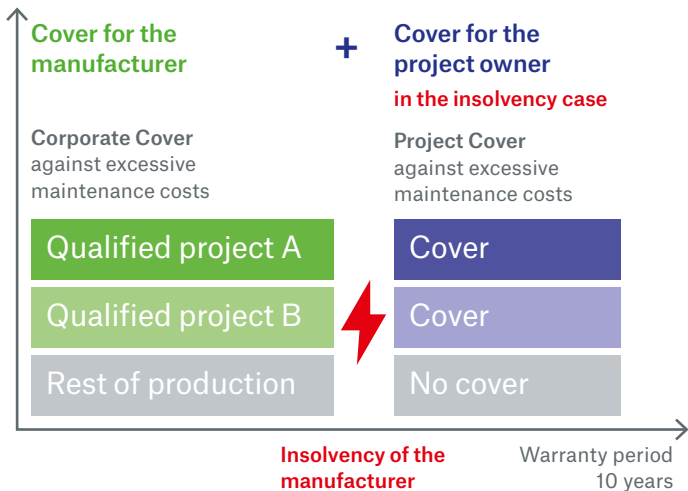 Cover for the
manufacturer
+
Cover for the
project owner
in the insolvency case
Corporate Cover
against excessive
maintenance costs
Project Cover
against excessive
maintenance costs
Qualified project A
Cover
Qualified project B
Cover
Rest of production
No cover
Insolvency of the
manufacturer
Warranty period
10 years